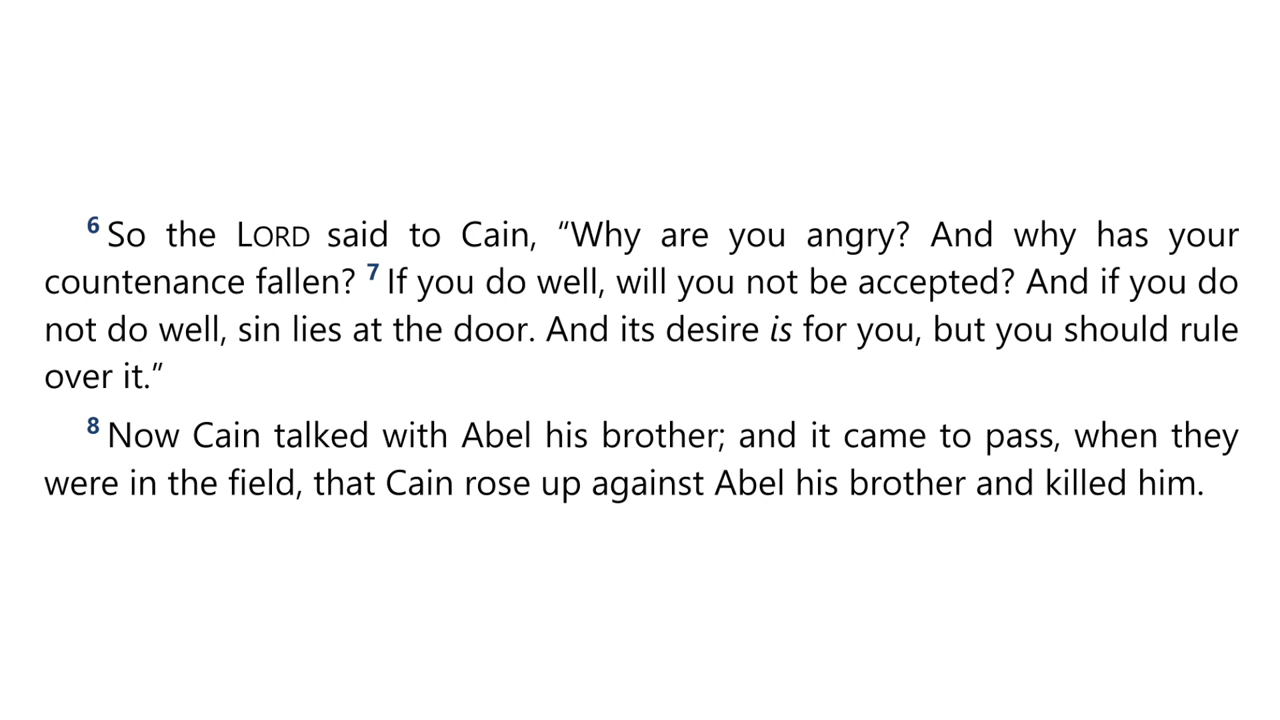 6 So the LORD said to Cain, “Why are you angry? And why has your
countenance fallen? 7 If you do well, will you not be accepted? And if you do
not do well, sin lies at the door. And its desire is for you, but you should rule
over it.”
8 Now Cain talked with Abel his brother; and it came to pass, when they
were in the field, that Cain rose up against Abel his brother and killed him.